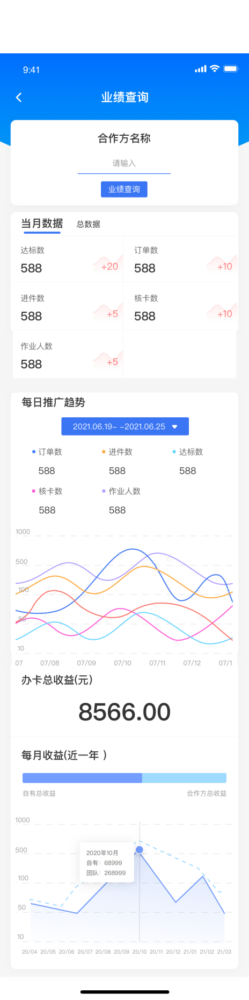 9:41
业绩查询
合作方名称
请输入
业绩查询
当月数据 总数据
达标数 订单数
588 +20 588 +10
进件数 核卡数
588 +5 588 +10
作业人数
588 +5
每日推广趋势
2021.06.19- -2021.06.25
订单数 进件数 达标数
588 588 588
核卡数 作业人数
588 588
1000
500
100
50
10
07 07/08 07/09 07/10 07/11 07/12 07/1
办卡总收益(元)
8566.00
每月收益(近一年 )
自有总收益 合作方总收益
1000
500
2020年10月
自有: 68999
团队: 268999
100
50
10
20/04 20/05 20/06 20/07 20/08 20/09 20/10 20/11 20/12 21/01 21/02 21/03